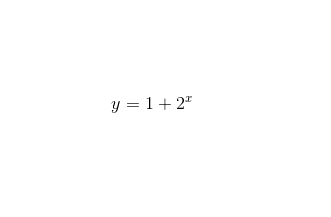 y = 1 + 2^x